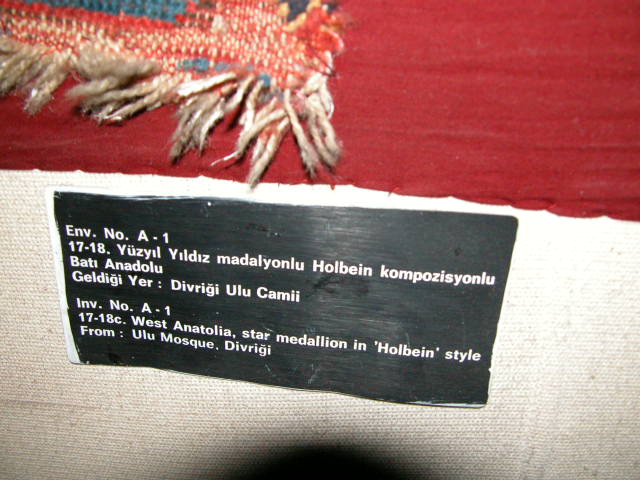 Env. No. A - 1
17-18. Yüzyıl Yıldız madalyonlu Holbein kompozisyonlu
Batı Anadolu
Geldiği Yer : Divriği Ulu Camii
Inv. No. A - 1
17-18c. West Anatolia, star medallion in 'Holbein' style
From : Ulu Mosque. Divriği